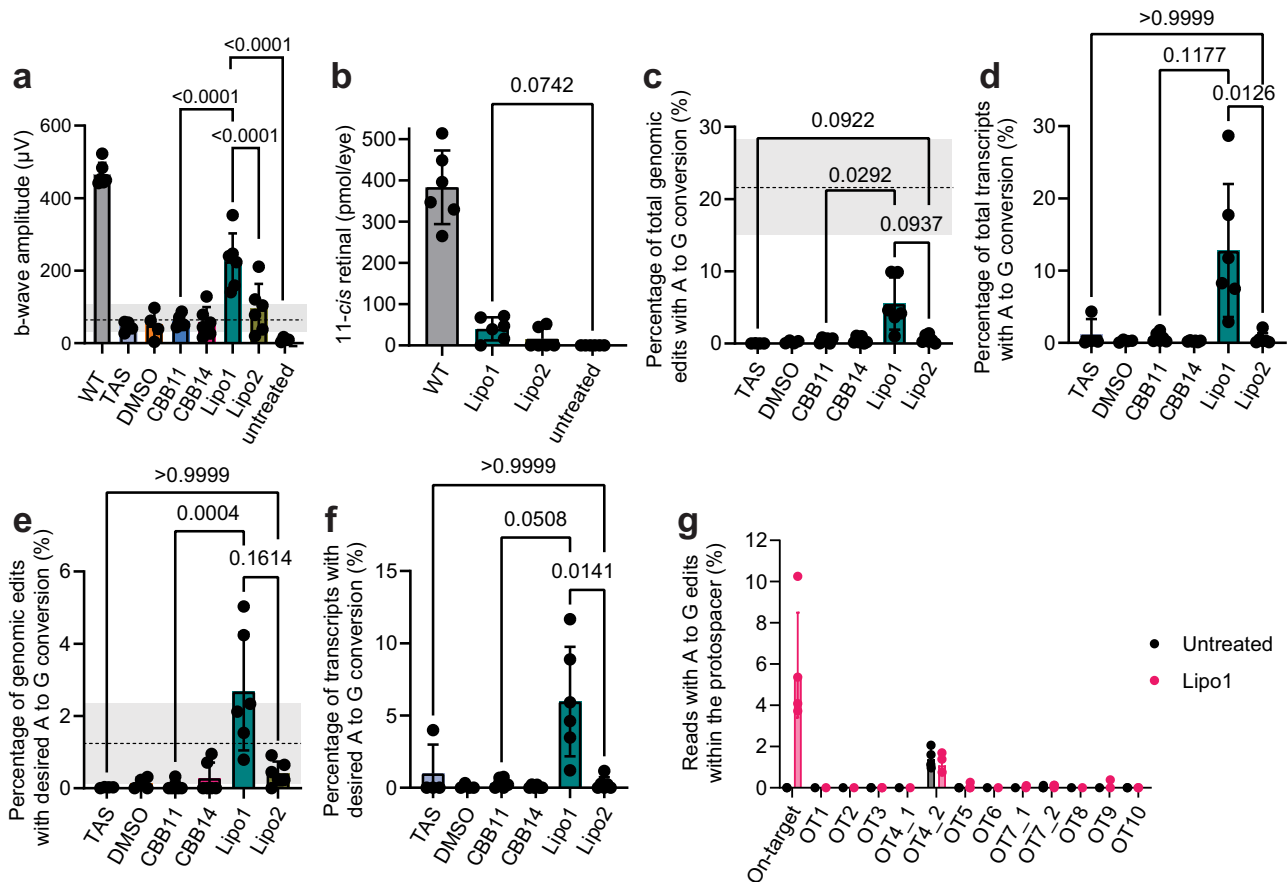 a
<0.0001
<0.0001
<0.0001
b-wave amplitude (µV)
800
600
400
200
0
WT
TAS
DMSO
CBB11
CBB14
Lipo1
Lipo2
untreated
b
0.0742
11-cis retinal (pmol/eye)
500
400
300
200
100
0
WT
Lipo1
Lipo2
untreated
c
0.0922
0.0292
0.0937
Percentage of total genomic
edits with A to G conversion (%)
30
20
10
0
TAS
DMSO
CBB11
CBB14
Lipo1
Lipo2
d
>0.9999
0.1177
0.0126
Percentage of total transcripts
with A to G conversion (%)
30
20
10
0
TAS
DMSO
CBB11
CBB14
Lipo1
Lipo2
e
>0.9999
0.0004
0.1614
Percentage of genomic edits
with desired A to G conversion (%)
6
4
2
0
TAS
DMSO
CBB11
CBB14
Lipo1
Lipo2
f
>0.9999
0.0508
0.0141
Percentage of transcripts with
desired A to G conversion (%)
15
10
5
0
TAS
DMSO
CBB11
CBB14
Lipo1
Lipo2
g
Reads with A to G edits
within the protospacer (%)
12
10
8
6
4
2
0
On-target
OT1
OT2
OT3
OT4_1
OT4_2
OT5
OT6
OT7_1
OT7_2
OT8
OT9
OT10
Untreated
Lipo1